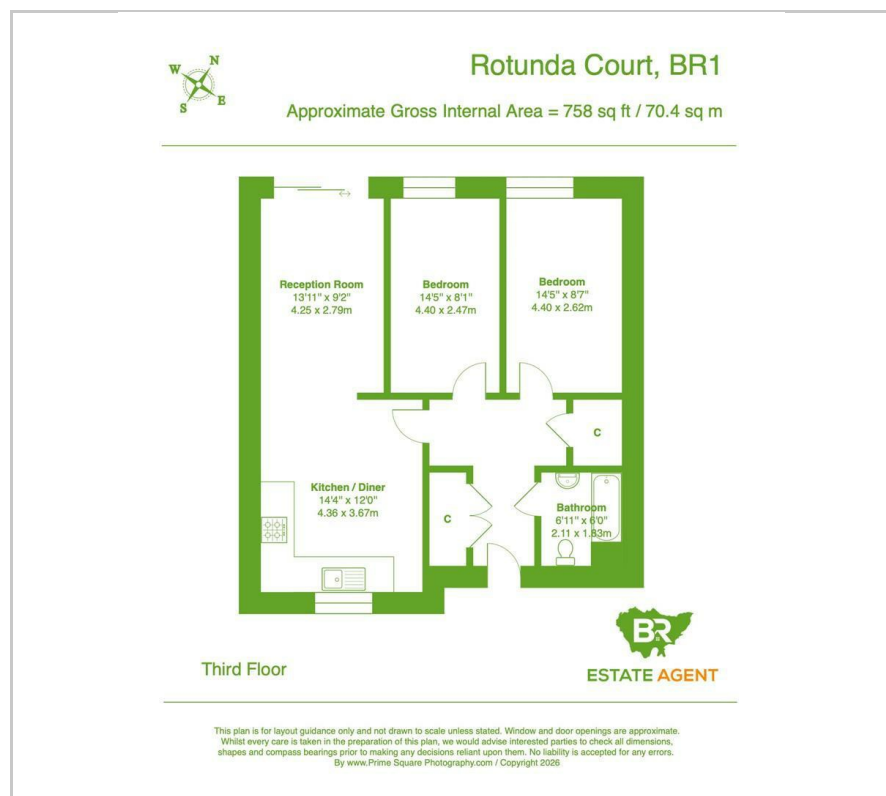 Rotunda Court, BR1
Approximate Gross Internal Area = 758 sq ft / 70.4 sq m
N
W
E
S
Reception Room
13'11" x 9'2"
4.25 x 2.79m
Bedroom
14'5" x 8'1"
4.40 x 2.47m
Bedroom
14'5" x 8'7"
4.40 x 2.62m
C
Kitchen / Diner
14'4" x 12'0"
4.36 x 3.67m
C
Bathroom
6'11" x 6'0"
2.11 x 1.83m
Third Floor
B&R
ESTATE AGENT
This plan is for layout guidance only and not drawn to scale unless stated. Window and door openings are approximate.
Whilst every care is taken in the preparation of this plan, we would advise interested parties to check all dimensions,
shapes and compass bearings prior to making any decisions reliant upon them. No liability is accepted for any errors.
By www.Prime Square Photography.com / Copyright 2026